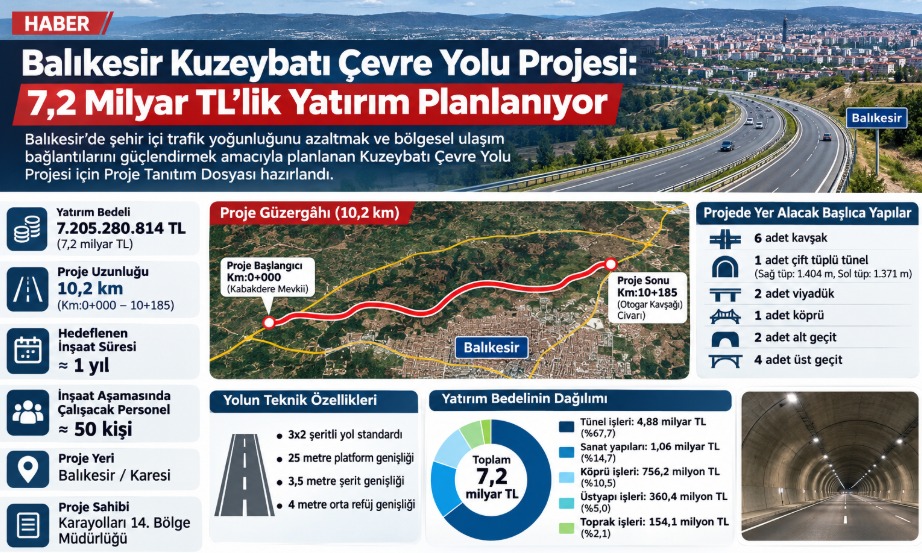 HABER
Balıkesir Kuzeybatı Çevre Yolu Projesi:
7,2 Milyar TL'lik Yatırım Planlanıyor
Balıkesir'de şehir içi trafik yoğunluğunu azaltmak ve bölgesel ulaşım
bağlantılarını güçlendirmek amacıyla planlanan Kuzeybatı Çevre Yolu
Projesi için Proje Tanıtım Dosyası hazırlandı.
Balıkesir
Yatırım Bedeli
7.205.280.814 TL
(7,2 milyar TL)
Proje Uzunluğu
10,2 km
(Km:0+000 – 10+185)
Hedeflenen
İnşaat Süresi
≈ 1 yıl
İnşaat Aşamasında
Çalışacak Personel
≈ 50 kişi
Proje Yeri
Balıkesir / Karesi
Proje Sahibi
Karayolları 14. Bölge
Müdürlüğü
Proje Güzergâhı (10,2 km)
Proje Başlangıcı
Km:0+000
(Kabakdere Mevkii)
Proje Sonu
Km:10+185
(Otogar Kavşağı)
Civarı)
Balıkesir
Projede Yer Alacak Başlıca Yapılar
6 adet kavşak
1 adet çift tüplü tünel
(Sağ tüp: 1.404 m, Sol tüp: 1.371 m)
2 adet viyadük
1 adet köprü
2 adet alt geçit
4 adet üst geçit
Yolun Teknik Özellikleri
• 3x2 şeritli yol standardı
• 25 metre platform genişliği
• 3,5 metre şerit genişliği
• 4 metre orta refüj genişliği
Yatırım Bedelinin Dağılımı
Toplam
7,2
milyar TL
Tünel işleri: 4,88 milyar TL
(%67,7)
Sanat yapıları: 1,06 milyar TL
(%14,7)
Köprü işleri: 756,2 milyon TL
(%10,5)
Üstyapı işleri: 360,4 milyon TL
(%5,0)
Toprak işleri: 154,1 milyon TL
(%2,1)